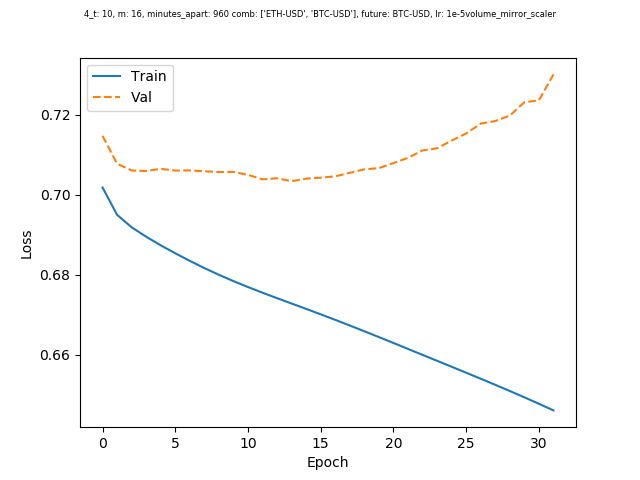 4_t: 10, m: 16, minutes_apart: 960 comb: ['ETH-USD', 'BTC-USD'], future: BTC-USD, lr: 1e-5volume_mirror_scaler
Train
Val
0.72
0.70
0.68
0.66
Loss
0 5 10 15 20 25 30
Epoch